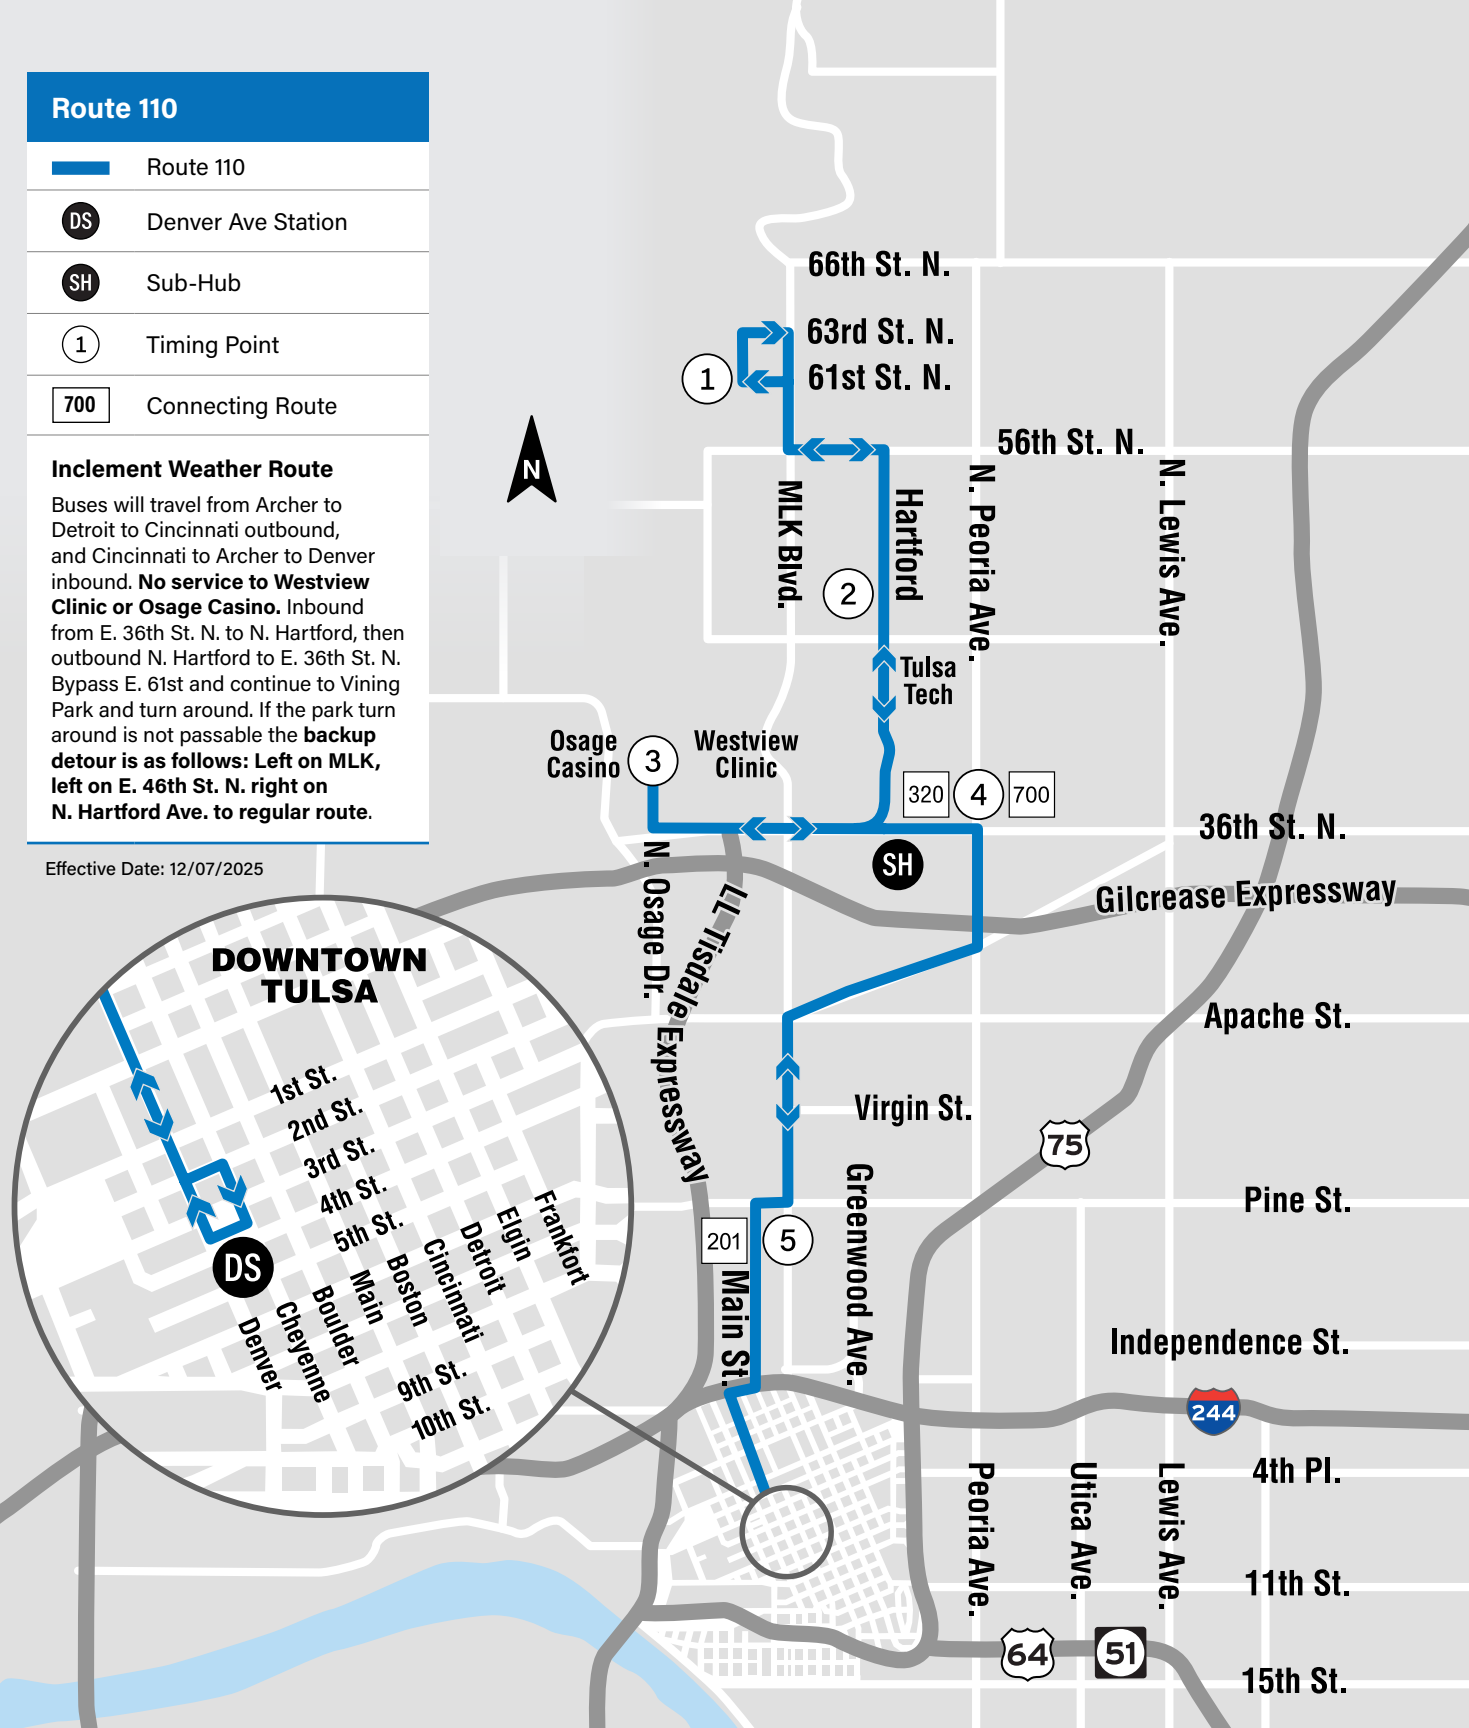 Route 110
Route 110
DS Denver Ave Station
SH Sub-Hub
1 Timing Point
700 Connecting Route
Inclement Weather Route
Buses will travel from Archer to
Detroit to Cincinnati outbound,
and Cincinnati to Archer to Denver
inbound. No service to Westview
Clinic or Osage Casino. Inbound
from E. 36th St. N. to N. Hartford, then
outbound N. Hartford to E. 36th St. N.
Bypass E. 61st and continue to Vining
Park and turn around. If the park turn
around is not passable the backup
detour is as follows: Left on MLK,
left on E. 46th St. N. right on
N. Hartford Ave. to regular route.
Effective Date: 12/07/2025
N
66th St. N.
63rd St. N.
1
61st St. N.
56th St. N.
MLK Blvd.
Hartford
N. Peoria Ave.
N. Lewis Ave.
2
Tulsa
Tech
Osage
Casino
3
Westview
Clinic
320
4
700
36th St. N.
SH
N. Osage Dr.
LL Tisdale Expressway
Gilcrease Expressway
Apache St.
Virgin St.
75
Greenwood Ave.
Pine St.
201
5
Main St.
Independence St.
244
4th Pl.
Peoria Ave.
Utica Ave.
Lewis Ave.
11th St.
64
51
15th St.
DOWNTOWN
TULSA
1st St.
2nd St.
3rd St.
4th St.
5th St.
DS
Denver
Cheyenne
Boulder
Main
Boston
Cincinnati
Detroit
Elgin
Frankfort
9th St.
10th St.